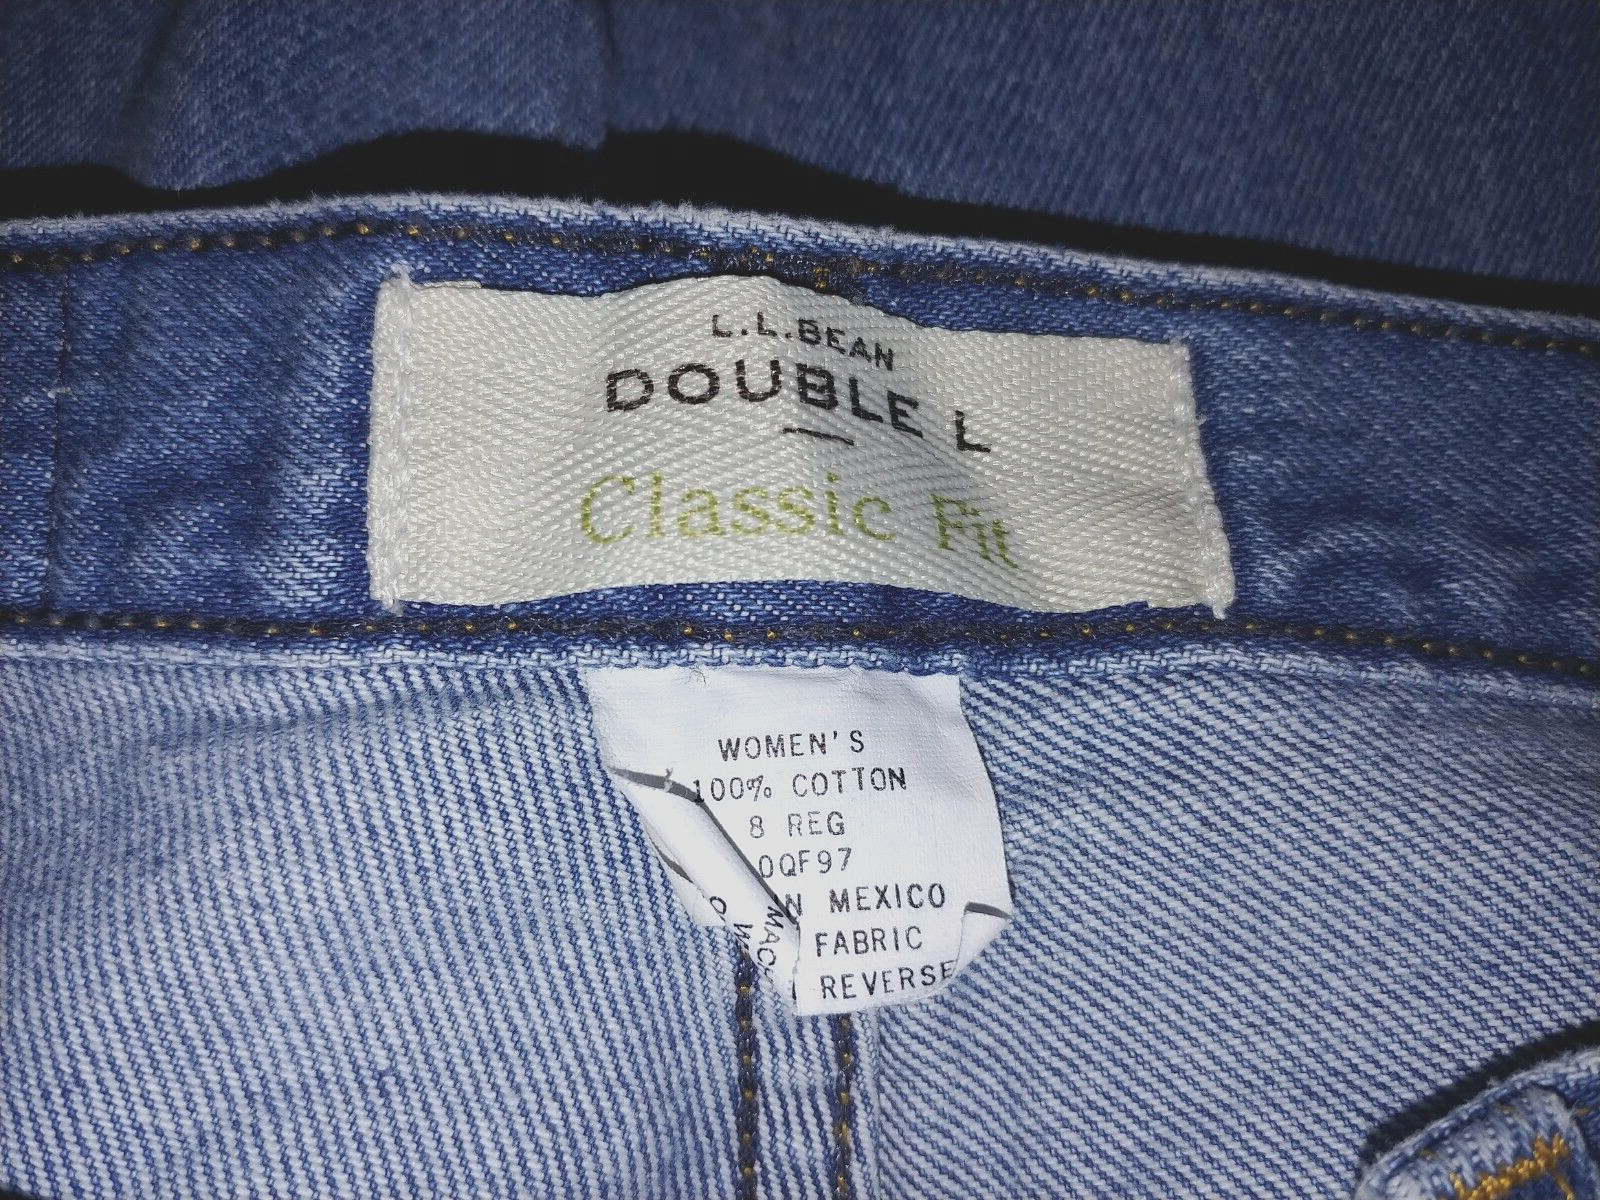 L.L.BEAN
DOUBLE L
Classic Fit
WOMEN'S
100% COTTON
8 REG
0QF97
MEXICO
FABRIC
REVERSE